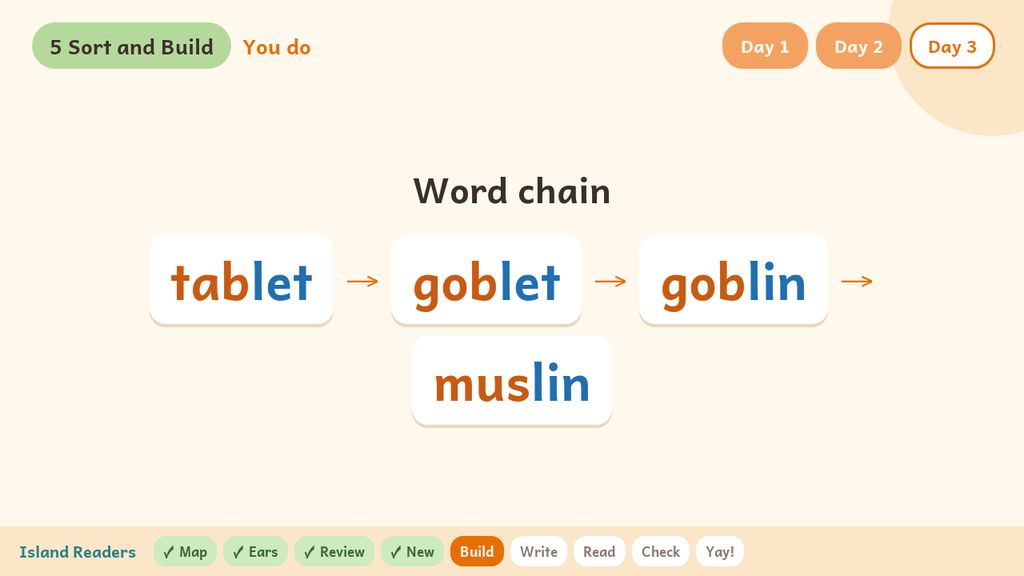 5 Sort and Build You do Day 1 Day 2 Day 3
Word chain
tablet → goblet → goblin →
muslin
Island Readers ✓ Map ✓ Ears ✓ Review ✓ New Build Write Read Check Yay!